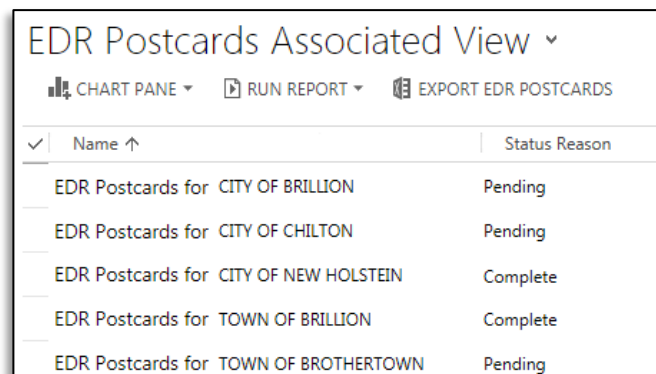 EDR Postcards Associated View
CHART PANE RUN REPORT EXPORT EDR POSTCARDS
Name ↑ Status Reason
EDR Postcards for CITY OF BRILLION Pending
EDR Postcards for CITY OF CHILTON Pending
EDR Postcards for CITY OF NEW HOLSTEIN Complete
EDR Postcards for TOWN OF BRILLION Complete
EDR Postcards for TOWN OF BROTHERTOWN Pending